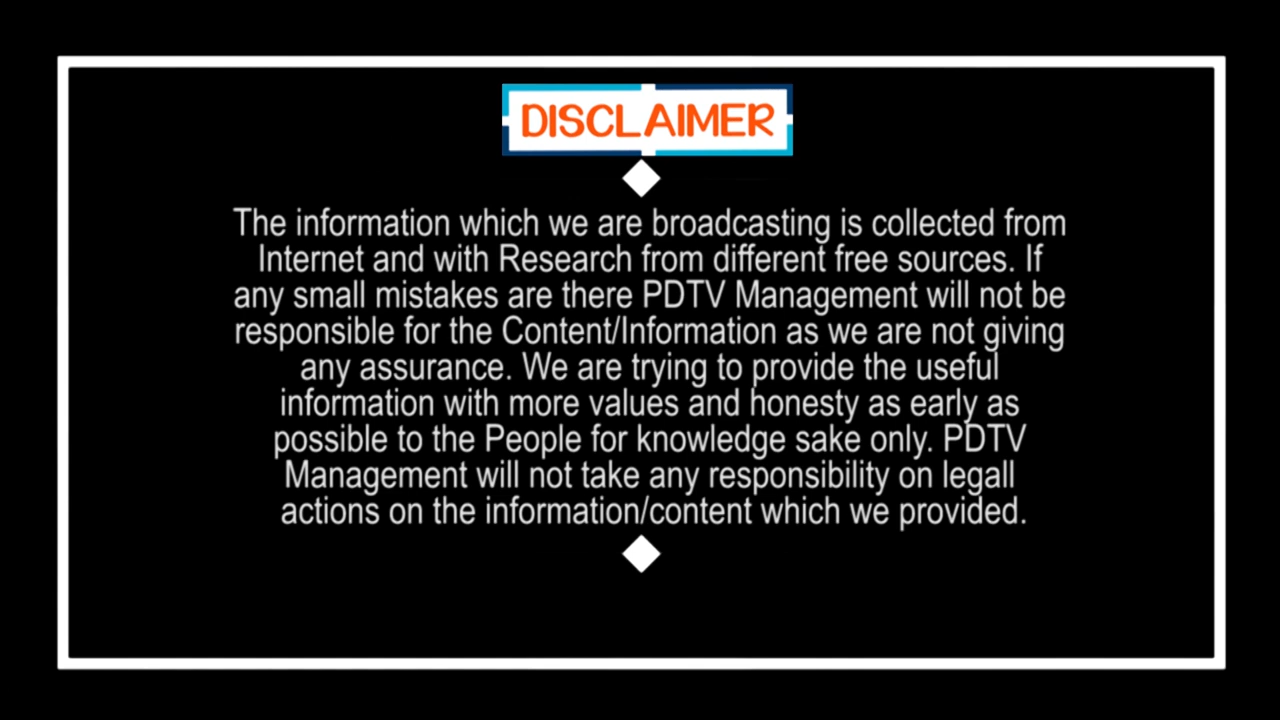 DISCLAIMER
The information which we are broadcasting is collected from
Internet and with Research from different free sources. If
any small mistakes are there PDTV Management will not be
responsible for the Content/Information as we are not giving
any assurance. We are trying to provide the useful
information with more values and honesty as early as
possible to the People for knowledge sake only. PDTV
Management will not take any responsibility on legall
actions on the information/content which we provided.